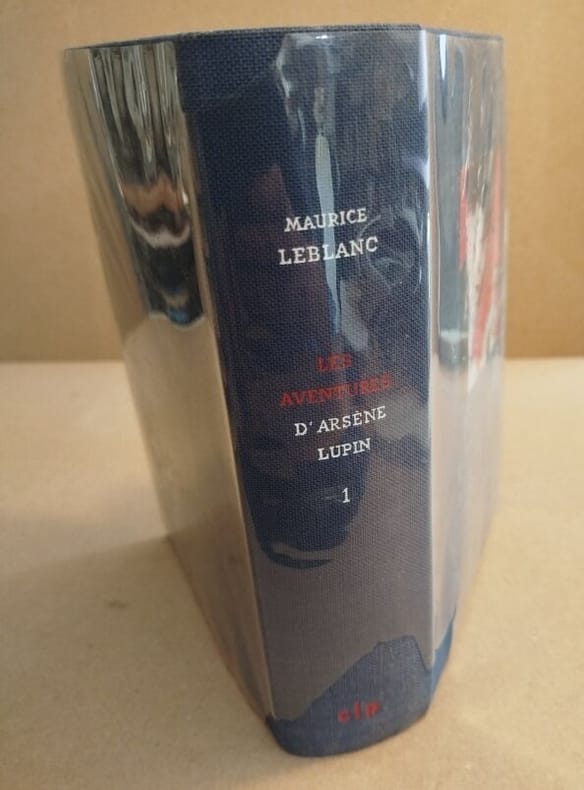 MAURICE
LEBLANC
LES
AVENTURES
D'ARSÈNE
LUPIN
1
clp